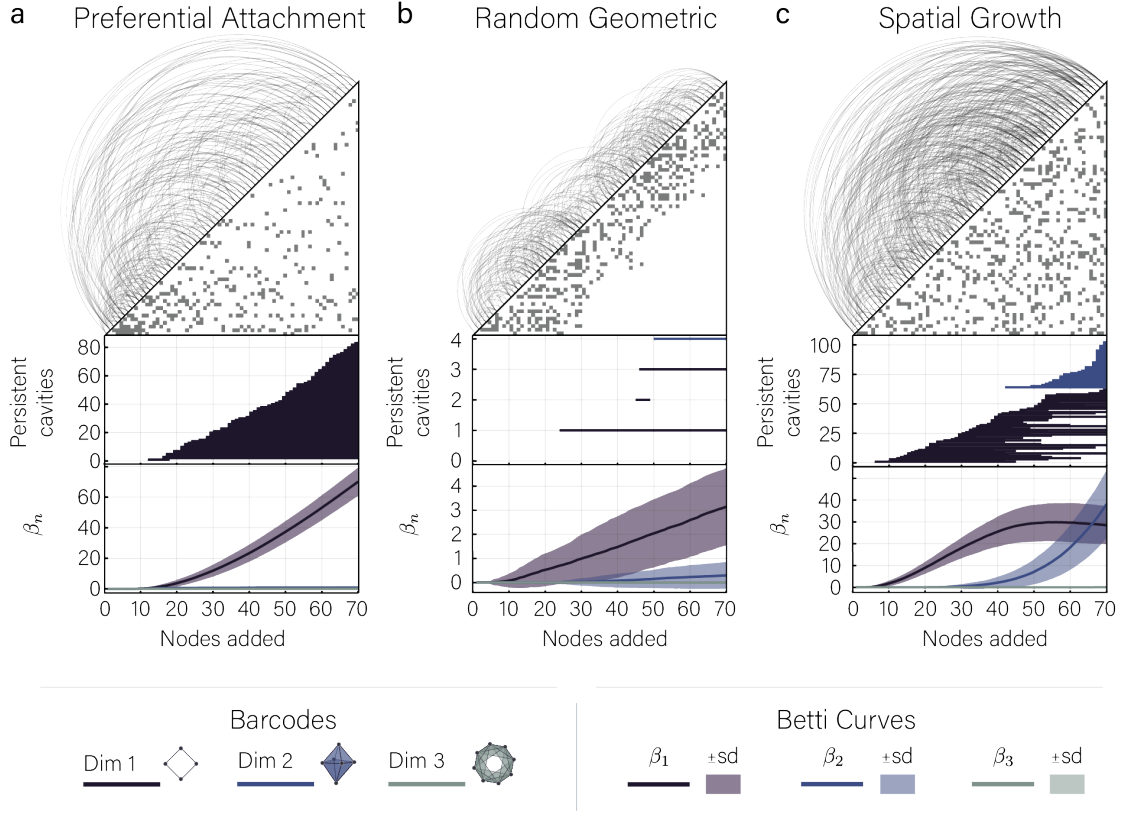 a Preferential Attachment
b Random Geometric
c Spatial Growth
Persistent cavities
80
60
40
20
0
Persistent cavities
4
3
2
1
0
Persistent cavities
100
75
50
25
0
βn
60
40
20
0
βn
4
3
2
1
0
βn
40
30
20
10
0
0 10 20 30 40 50 60 70
0 10 20 30 40 50 60 70
0 10 20 30 40 50 60 70
Nodes added
Nodes added
Nodes added
Barcodes
Dim 1
Dim 2
Dim 3
Betti Curves
β1 ±sd
β2 ±sd
β3 ±sd